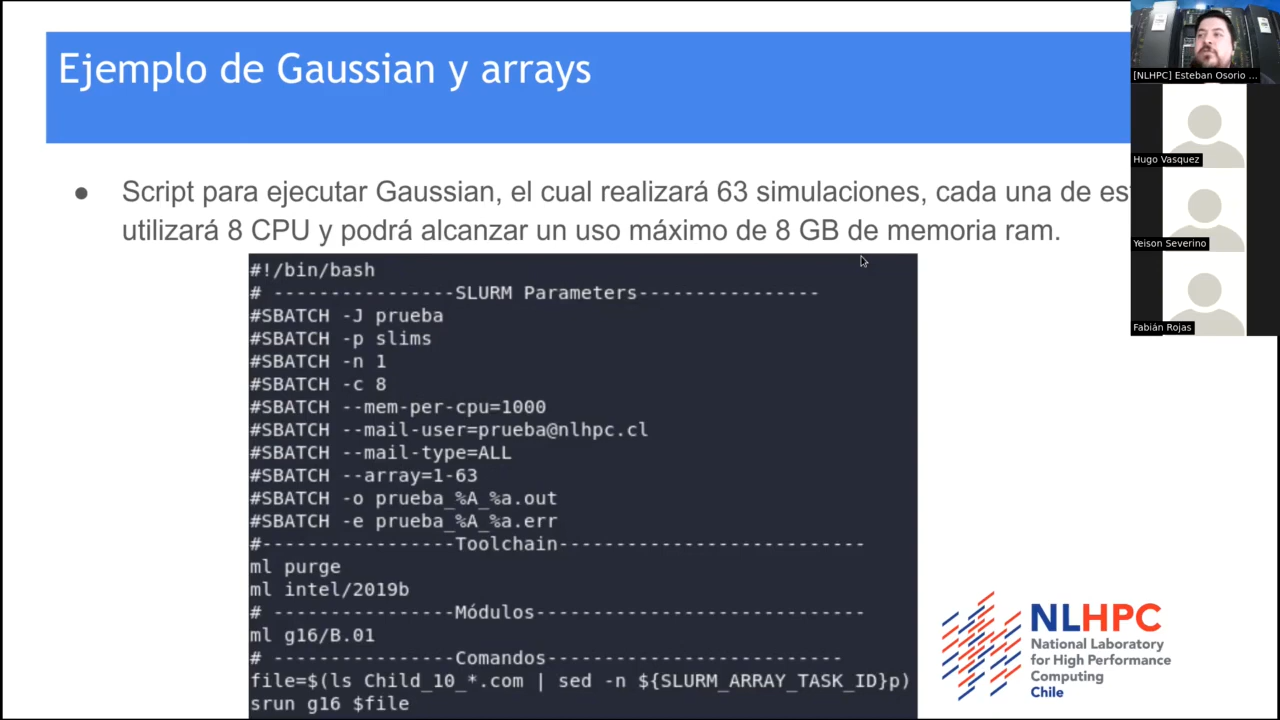 Ejemplo de Gaussian y arrays
● Script para ejecutar Gaussian, el cual realizará 63 simulaciones, cada una de
utilizará 8 CPU y podrá alcanzar un uso máximo de 8 GB de memoria ram.
#!/bin/bash
# ----------------SLURM Parameters----------------
#SBATCH -J prueba
#SBATCH -p slims
#SBATCH -n 1
#SBATCH -c 8
#SBATCH --mem-per-cpu=1000
#SBATCH --mail-user=prueba@nlhpc.cl
#SBATCH --mail-type=ALL
#SBATCH --array=1-63
#SBATCH -o prueba_%A_%a.out
#SBATCH -e prueba_%A_%a.err
#-----------------Toolchain---------------------------
ml purge
ml intel/2019b
# ----------------Módulos-----------------------------
ml g16/B.01
# ----------------Comandos--------------------------
file=$(ls Child_10_*.com | sed -n ${SLURM_ARRAY_TASK_ID}p)
srun g16 $file
[NLHPC] Esteban Osorio ...
Hugo Vasquez
Yeison Severino
Fabián Rojas
NLHPC
National Laboratory
for High Performance
Computing
Chile